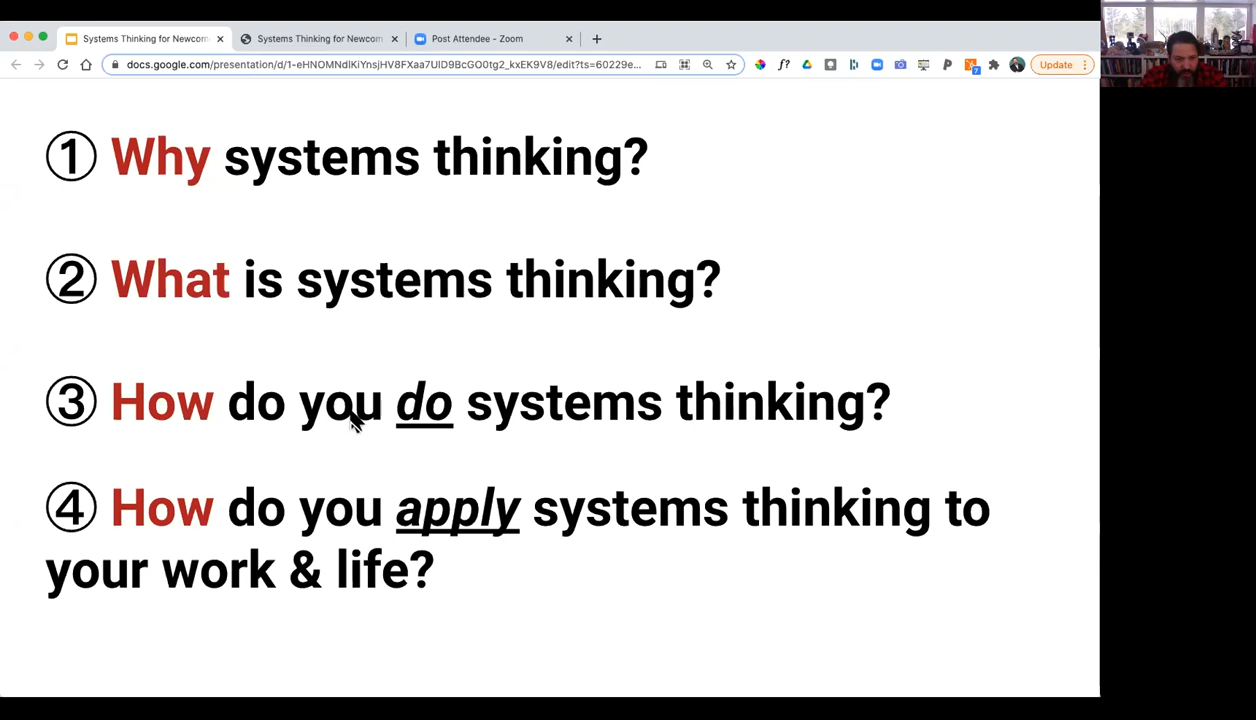 Systems Thinking for Newcom
Systems Thinking for Newcom
Post Attendee - Zoom
docs.google.com/presentation/d/1-eHNOMNdlKiYnsjHV8FXaa7UlD9BcGO0tg2_kxEK9V8/edit?ts=60229e...
f?
7
Update
① Why systems thinking?
② What is systems thinking?
③ How do you do systems thinking?
④ How do you apply systems thinking to
your work & life?